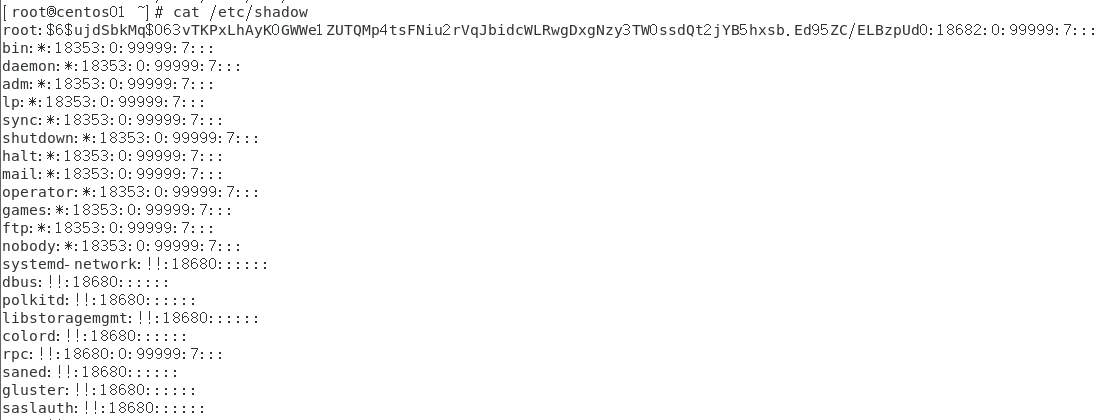 [root@centos01 ~]# cat /etc/shadow
root:$6$ujdSbkMq$063vTKPxLhAyK0GWWe1ZUTQMp4tsFNiu2rVqJbidcWLRwgDxgNzy3TW0ssdQt2jYB5hxsb.Ed95ZC/ELBzpUd0:18682:0:99999:7:::
bin:*:18353:0:99999:7:::
daemon:*:18353:0:99999:7:::
adm:*:18353:0:99999:7:::
lp:*:18353:0:99999:7:::
sync:*:18353:0:99999:7:::
shutdown:*:18353:0:99999:7:::
halt:*:18353:0:99999:7:::
mail:*:18353:0:99999:7:::
operator:*:18353:0:99999:7:::
games:*:18353:0:99999:7:::
ftp:*:18353:0:99999:7:::
nobody:*:18353:0:99999:7:::
systemd-network:!!:18680::::::
dbus:!!:18680::::::
polkitd:!!:18680::::::
libstoragemgmt:!!:18680::::::
colord:!!:18680::::::
rpc:!!:18680:0:99999:7:::
saned:!!:18680::::::
gluster:!!:18680::::::
saslauth:!!:18680::::::